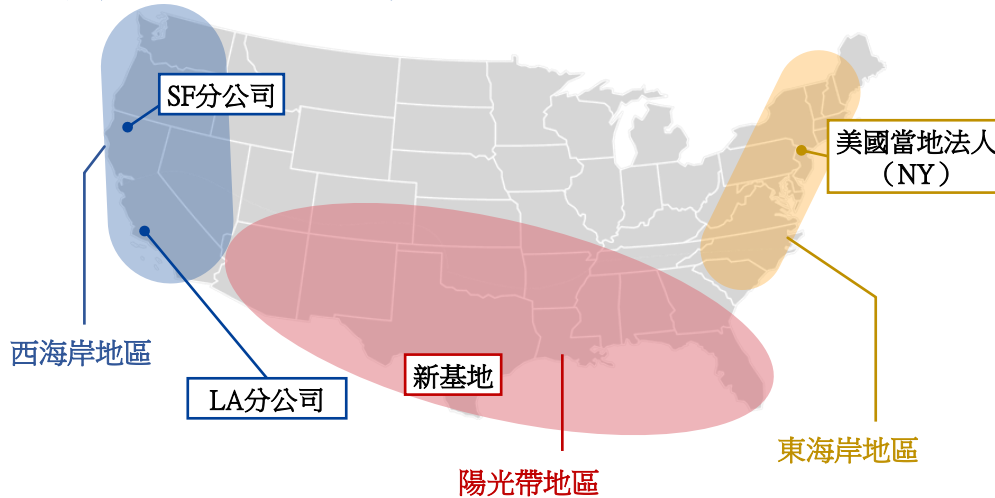 SF分公司
美國當地法人
（NY）
西海岸地區
LA分公司
新基地
東海岸地區
陽光帶地區